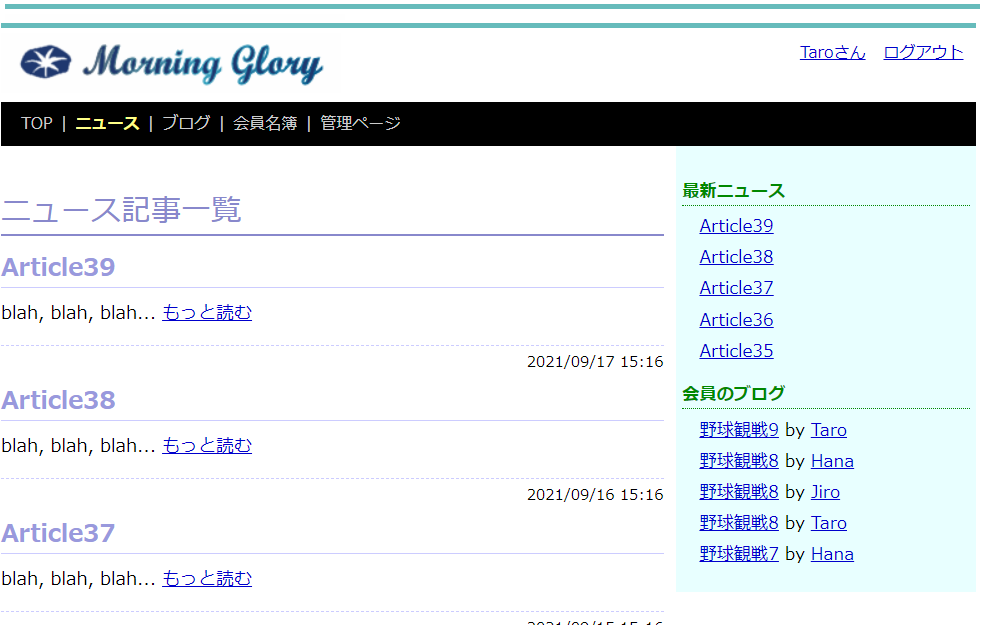 Morning Glory
Taroさん ログアウト
TOP | ニュース | ブログ | 会員名簿 | 管理ページ
ニュース記事一覧
Article39
blah, blah, blah... もっと読む
2021/09/17 15:16
Article38
blah, blah, blah... もっと読む
2021/09/16 15:16
Article37
blah, blah, blah... もっと読む
2021/09/15 15:16
最新ニュース
Article39
Article38
Article37
Article36
Article35
会員のブログ
野球観戦9 by Taro
野球観戦8 by Hana
野球観戦8 by Jiro
野球観戦8 by Taro
野球観戦7 by Hana